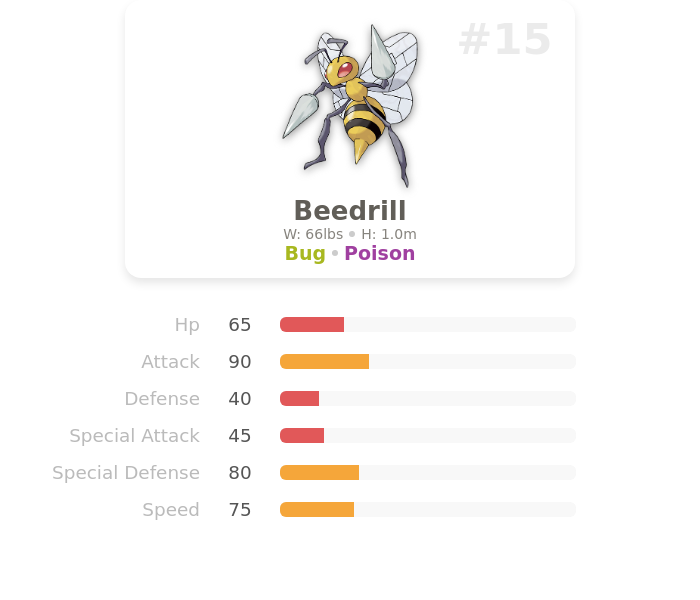 #15
Beedrill
W: 66lbs • H: 1.0m
Bug • Poison
Hp 65
Attack 90
Defense 40
Special Attack 45
Special Defense 80
Speed 75